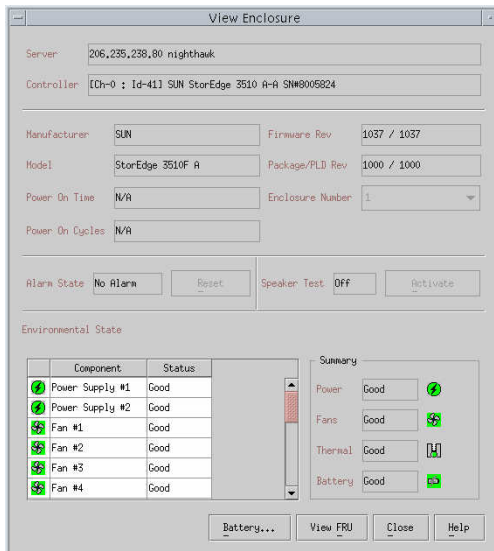 View Enclosure
Server 206.235.238.80 nighthawk
Controller [Ch-0 : Id-41] SUN StorEdge 3510 A-A SN#8005824
Manufacturer SUN Firmware Rev 1037 / 1037
Model StorEdge 3510F A Package/PLD Rev 1000 / 1000
Power On Time N/A Enclosure Number 1
Power On Cycles N/A
Alarm State No Alarm Reset Speaker Test Off Activate
Environmental State
Summary
Component Status
Power Supply #1 Good
Power Supply #2 Good
Fan #1 Good
Fan #2 Good
Fan #3 Good
Fan #4 Good
Power Good
Fans Good
Thermal Good
Battery Good
Battery... View FRU Close Help